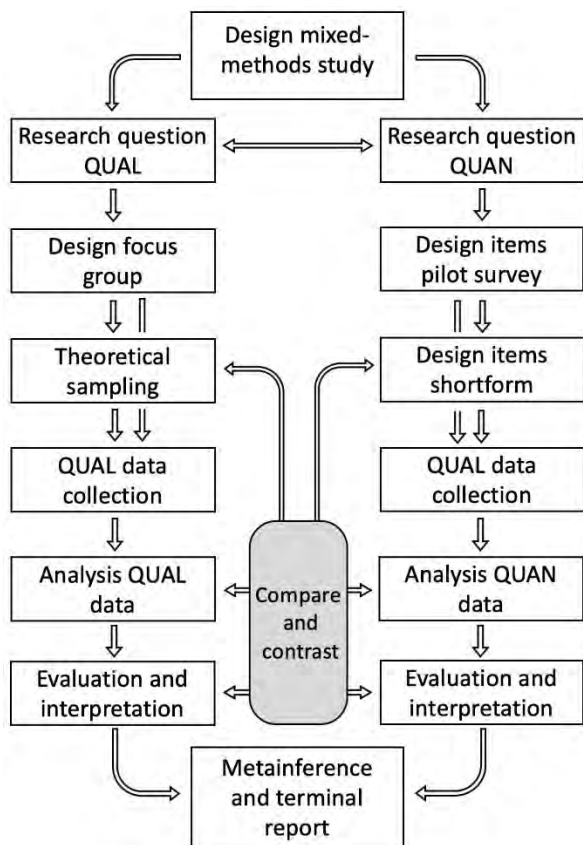 Design mixed-
methods study
Research question
QUAL
Research question
QUAN
Design focus
group
Design items
pilot survey
Theoretical
sampling
Design items
shortform
QUAL data
collection
QUAL data
collection
Compare
and
contrast
Analysis QUAL
data
Analysis QUAN
data
Evaluation and
interpretation
Evaluation and
interpretation
Metainference
and terminal
report